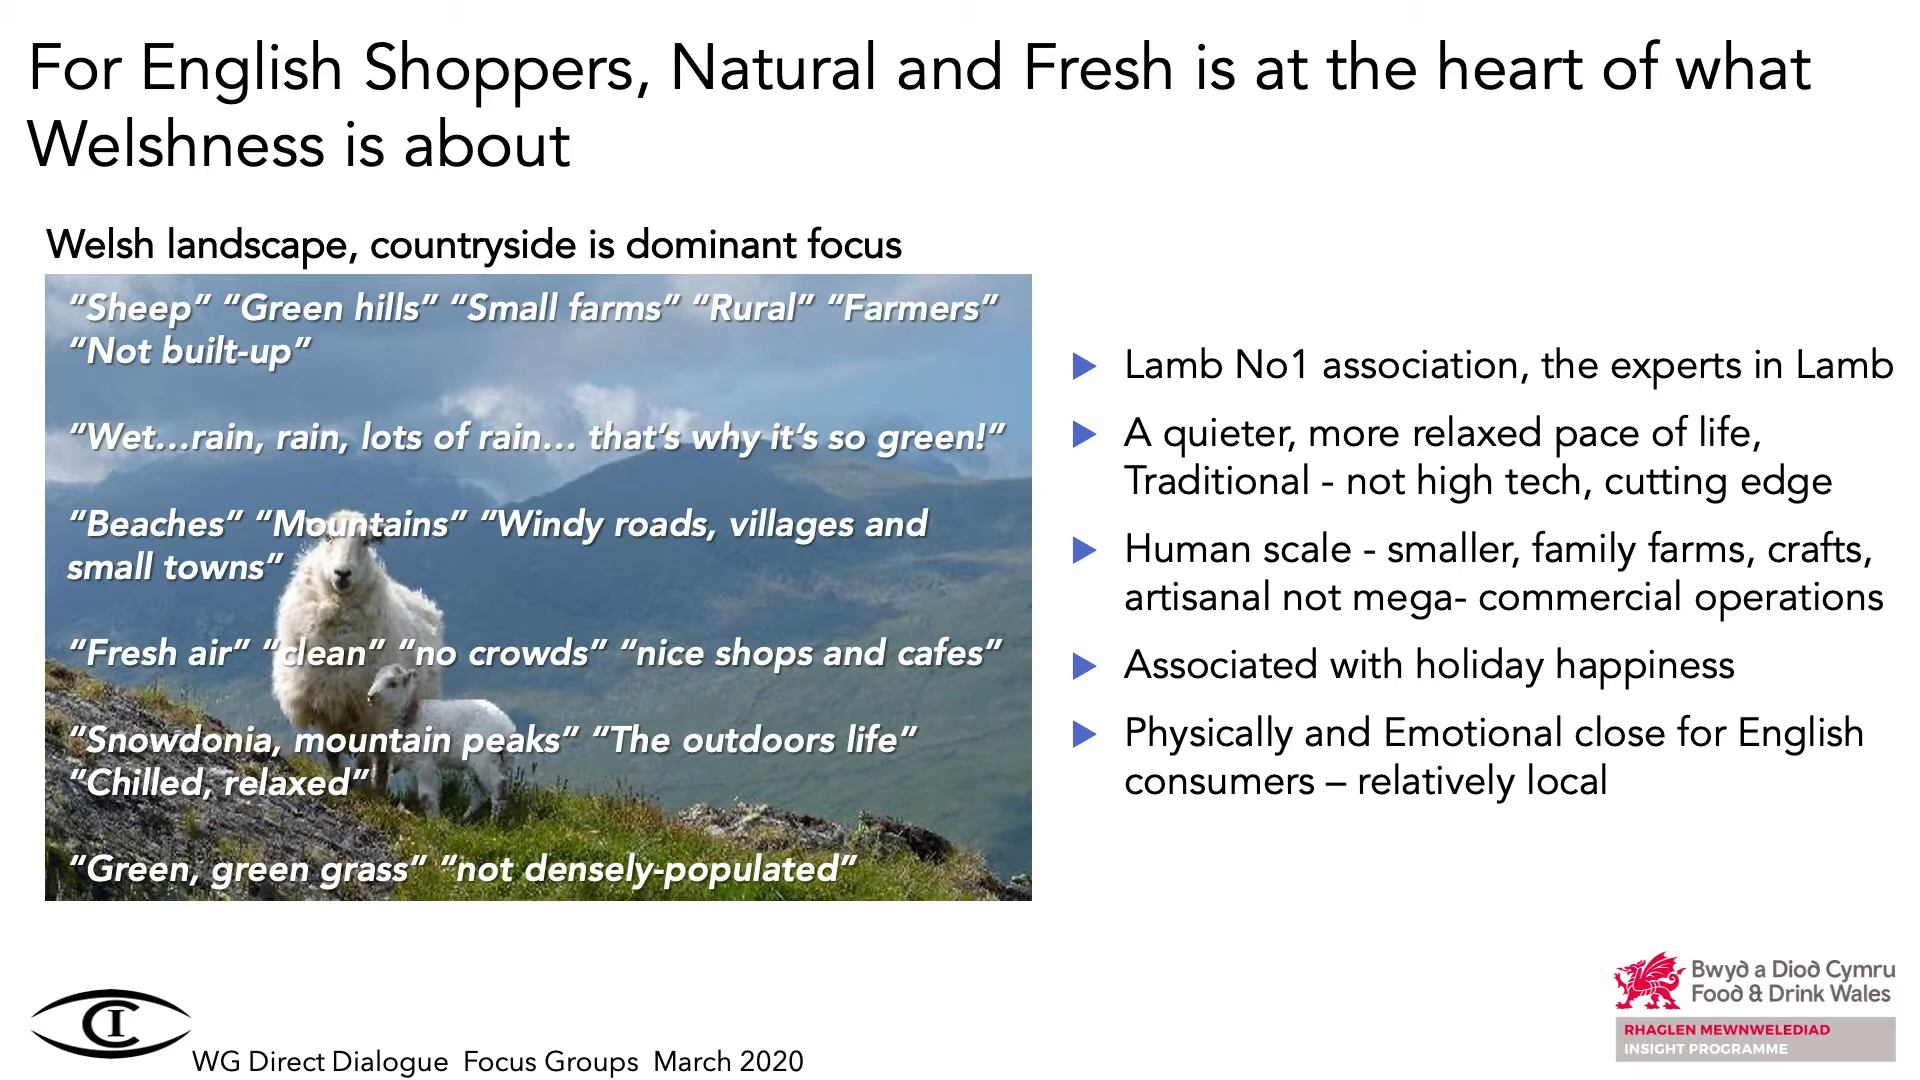 For English Shoppers, Natural and Fresh is at the heart of what
Welshness is about
Welsh landscape, countryside is dominant focus
“Sheep” “Green hills” “Small farms” “Rural” “Farmers”
“Not built-up”
“Wet…rain, rain, lots of rain… that’s why it’s so green!”
“Beaches” “Mountains” “Windy roads, villages and
small towns”
“Fresh air” “clean” “no crowds” “nice shops and cafes”
“Snowdonia, mountain peaks” “The outdoors life”
“Chilled, relaxed”
“Green, green grass” “not densely-populated”
Lamb No1 association, the experts in Lamb
A quieter, more relaxed pace of life,
Traditional - not high tech, cutting edge
Human scale - smaller, family farms, crafts,
artisanal not mega- commercial operations
Associated with holiday happiness
Physically and Emotional close for English
consumers – relatively local
CI
WG Direct Dialogue Focus Groups March 2020
Bwyd a Diod Cymru
Food & Drink Wales
RHAGLEN MEWNWELEDIAD
INSIGHT PROGRAMME